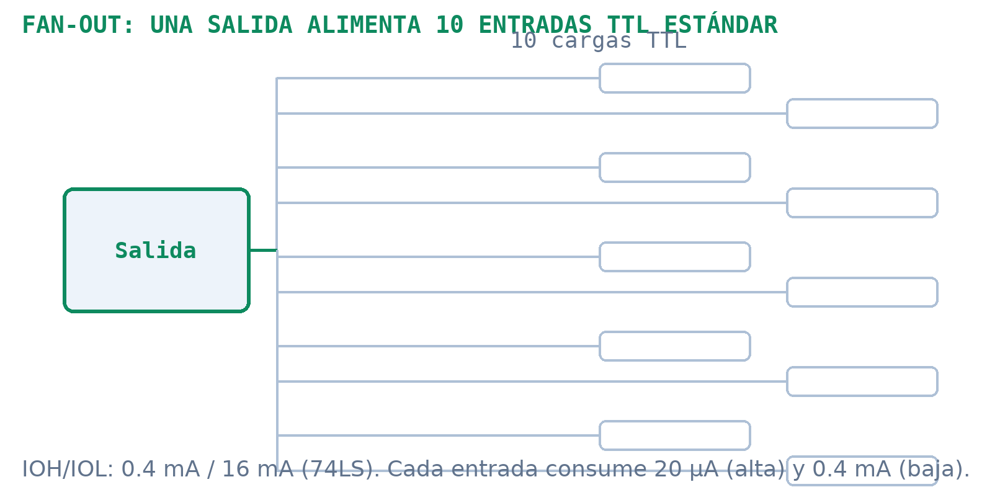 FAN-OUT: UNA SALIDA ALIMENTA 10 ENTRADAS TTL ESTÁNDAR
10 cargas TTL
Salida
IOH/IOL: 0.4 mA / 16 mA (74LS). Cada entrada consume 20 µA (alta) y 0.4 mA (baja).